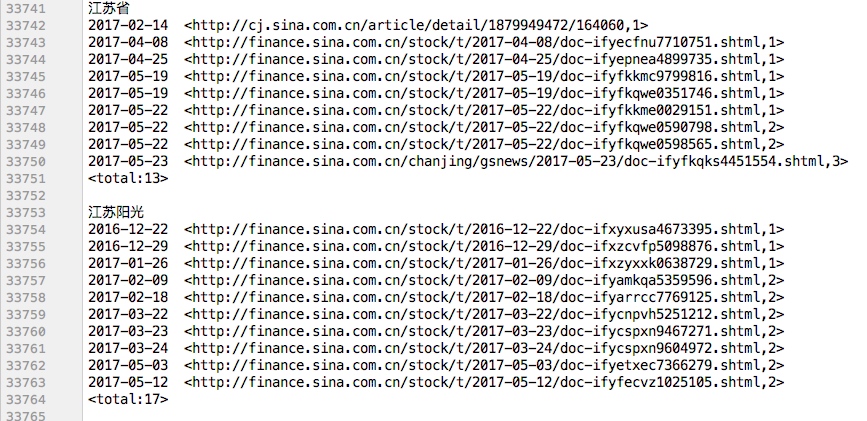 33741 江苏省
33742 2017-02-14 <http://cj.sina.com.cn/article/detail/1879949472/164060,1>
33743 2017-04-08 <http://finance.sina.com.cn/stock/t/2017-04-08/doc-ifyecfnu7710751.shtml,1>
33744 2017-04-25 <http://finance.sina.com.cn/stock/t/2017-04-25/doc-ifyepnea4899735.shtml,1>
33745 2017-05-19 <http://finance.sina.com.cn/stock/t/2017-05-19/doc-ifyfkkmc9799816.shtml,1>
33746 2017-05-19 <http://finance.sina.com.cn/stock/t/2017-05-19/doc-ifyfkqwe0351746.shtml,1>
33747 2017-05-22 <http://finance.sina.com.cn/stock/t/2017-05-22/doc-ifyfkkme0029151.shtml,1>
33748 2017-05-22 <http://finance.sina.com.cn/stock/t/2017-05-22/doc-ifyfkqwe0590798.shtml,2>
33749 2017-05-22 <http://finance.sina.com.cn/stock/t/2017-05-22/doc-ifyfkqwe0598565.shtml,2>
33750 2017-05-23 <http://finance.sina.com.cn/chanjing/gsnews/2017-05-23/doc-ifyfkqks4451554.shtml,3>
33751 <total:13>
33752
33753 江苏阳光
33754 2016-12-22 <http://finance.sina.com.cn/stock/t/2016-12-22/doc-ifxyxusa4673395.shtml,1>
33755 2016-12-29 <http://finance.sina.com.cn/stock/t/2016-12-29/doc-ifxzcvfp5098876.shtml,1>
33756 2017-01-26 <http://finance.sina.com.cn/stock/t/2017-01-26/doc-ifxzyxxk0638729.shtml,1>
33757 2017-02-09 <http://finance.sina.com.cn/stock/t/2017-02-09/doc-ifyamkqa5359596.shtml,2>
33758 2017-02-18 <http://finance.sina.com.cn/stock/t/2017-02-18/doc-ifyarrcc7769125.shtml,2>
33759 2017-03-22 <http://finance.sina.com.cn/stock/t/2017-03-22/doc-ifycnpvh5251212.shtml,2>
33760 2017-03-23 <http://finance.sina.com.cn/stock/t/2017-03-23/doc-ifycspxn9467271.shtml,2>
33761 2017-03-24 <http://finance.sina.com.cn/stock/t/2017-03-24/doc-ifycspxn9604972.shtml,2>
33762 2017-05-03 <http://finance.sina.com.cn/stock/t/2017-05-03/doc-ifyetxec7366279.shtml,2>
33763 2017-05-12 <http://finance.sina.com.cn/stock/t/2017-05-12/doc-ifyfecvz1025105.shtml,2>
33764 <total:17>
33765